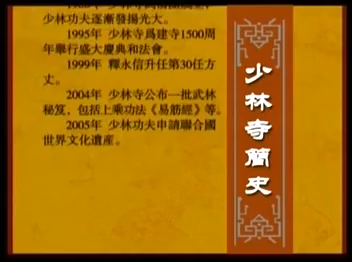 少林功夫逐漸發揚光大。
1995年 少林寺爲建寺1500周
年舉行盛大慶典和法會。
1999年 釋永信升任第30任方
丈。
2004年 少林寺公布一批武林
秘笈，包括上乘功法《易筋經》等。
2005年 少林功夫申請聯合國
世界文化遺産。
少林寺簡史